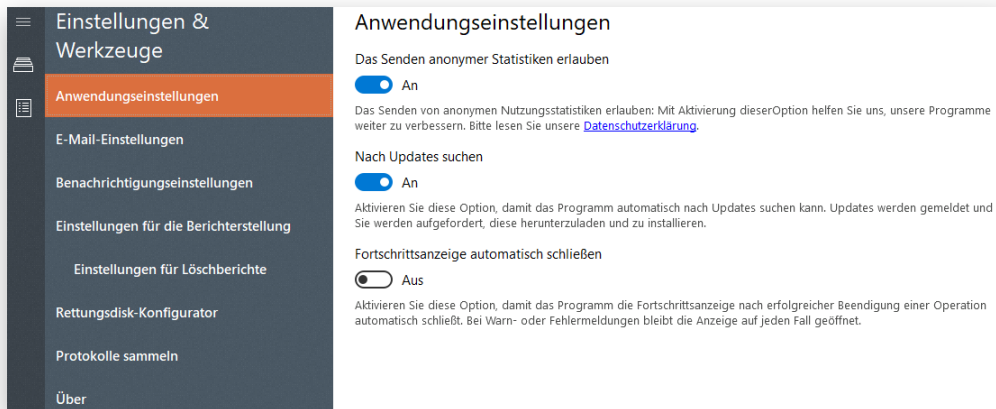 Einstellungen &
Werkzeuge
Anwendungseinstellungen
E-Mail-Einstellungen
Benachrichtigungseinstellungen
Einstellungen für die Berichterstellung
Einstellungen für Löschberichte
Rettungsdisk-Konfigurator
Protokolle sammeln
Über
Anwendungseinstellungen
Das Senden anonymer Statistiken erlauben
An
Das Senden von anonymen Nutzungsstatistiken erlauben: Mit Aktivierung dieserOption helfen Sie uns, unsere Programme
weiter zu verbessern. Bitte lesen Sie unsere Datenschutzerklärung.
Nach Updates suchen
An
Aktivieren Sie diese Option, damit das Programm automatisch nach Updates suchen kann. Updates werden gemeldet und
Sie werden aufgefordert, diese herunterzuladen und zu installieren.
Fortschrittsanzeige automatisch schließen
Aus
Aktivieren Sie diese Option, damit das Programm die Fortschrittsanzeige nach erfolgreicher Beendigung einer Operation
automatisch schließt. Bei Warn- oder Fehlermeldungen bleibt die Anzeige auf jeden Fall geöffnet.